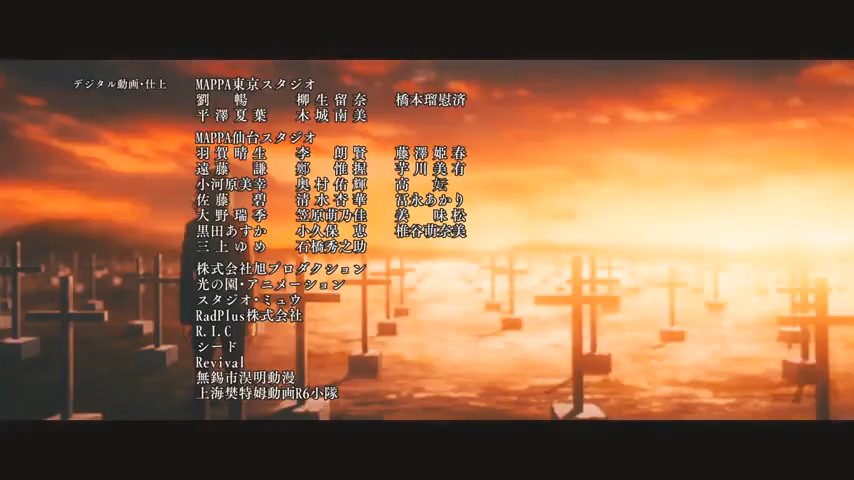 デジタル動画・仕上
MAPPA東京スタジオ
劉 暢 柳生留奈 橋本瑠慰済
平澤夏葉 木城南美
MAPPA仙台スタジオ
羽賀晴生 李朗賢 藤澤姫春
遠藤謙 鄭惟握 芋川美有
小河原美幸 奥村佑輝 高妘
佐藤碧 清水杏華 冨永あかり
大野瑞季 笠原萌乃佳 姜味松
黒田あすか 小久保恵 椎谷萌奈美
三上ゆめ 石橋秀之助
株式会社旭プロダクション
光の園・アニメーション
スタジオ・ミュウ
RadPlus株式会社
R.I.C
シード
Revival
無錫市淏明動漫
上海樊特姆動画R6小隊